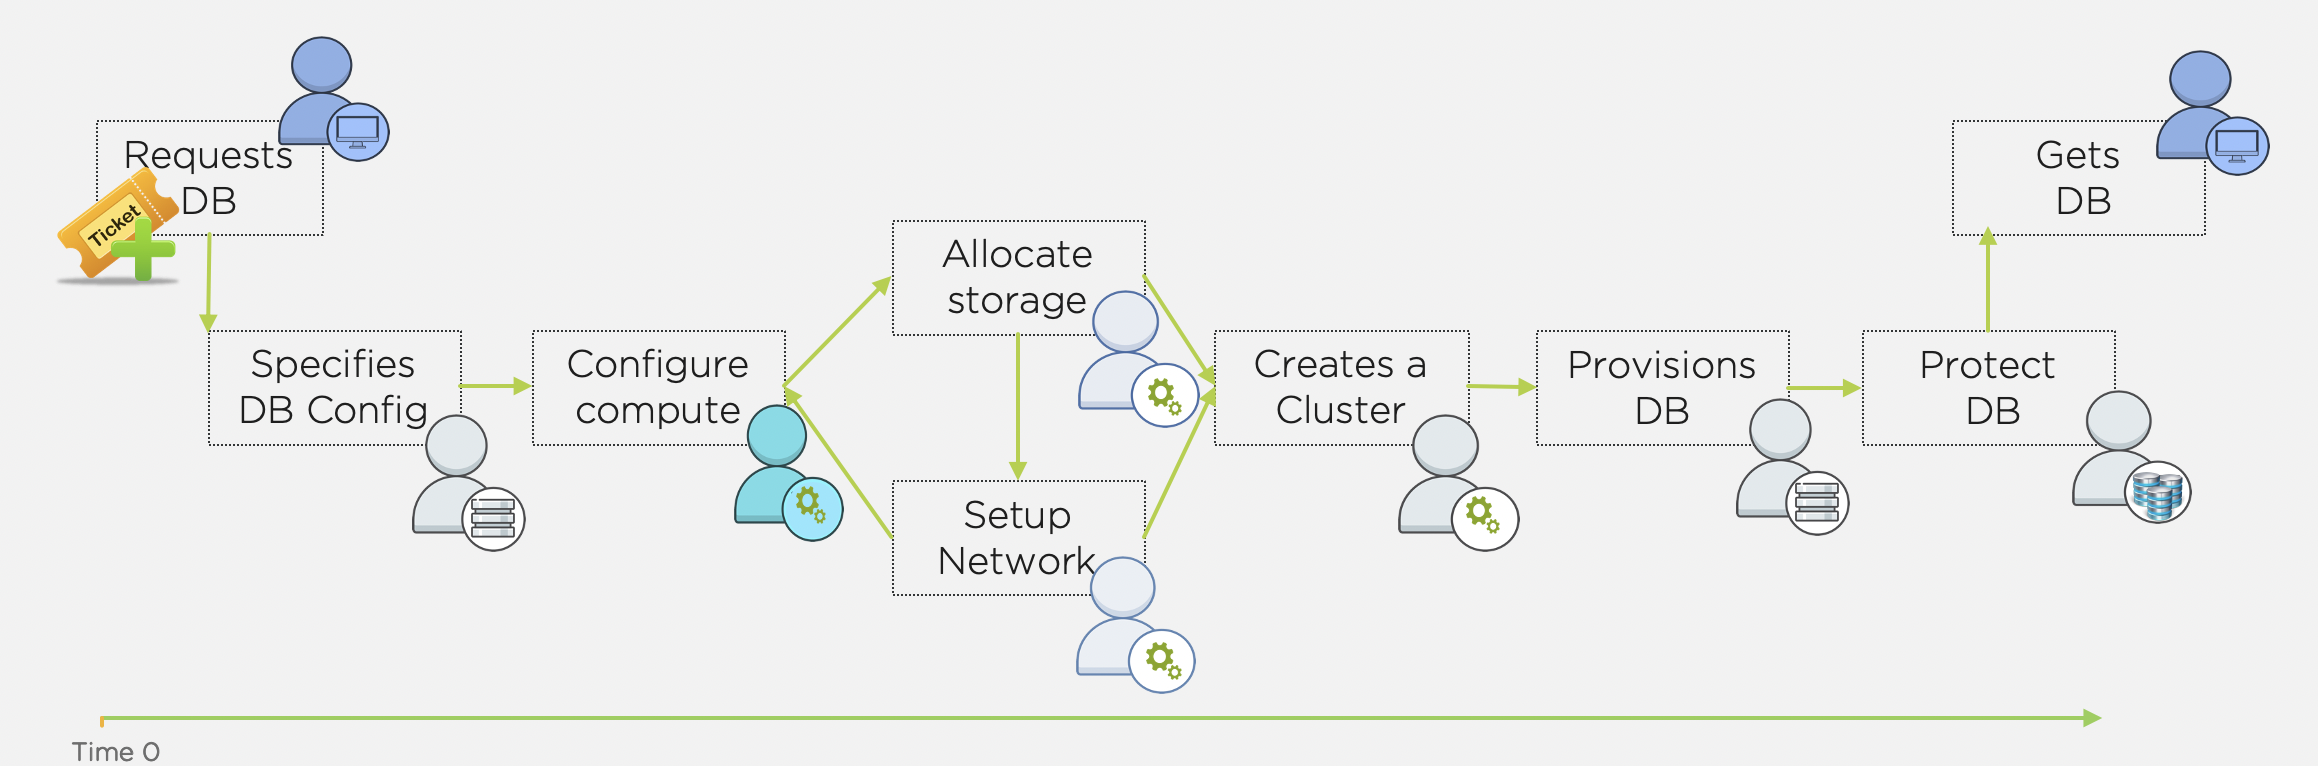 Requests
DB
Ticket
Specifies
DB Config
Configure
compute
Allocate
storage
Setup
Network
Creates a
Cluster
Provisions
DB
Protect
DB
Gets
DB
Time 0